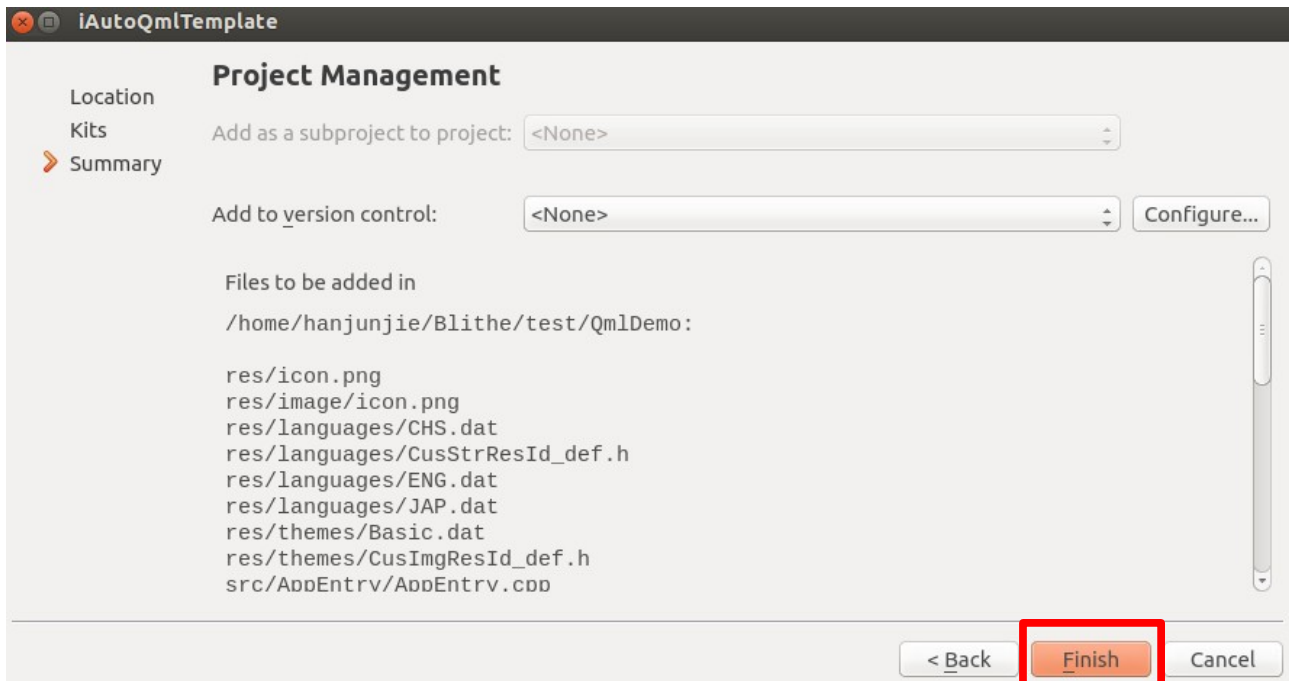 iAutoQmlTemplate
Location
Kits
Summary
Project Management
Add as a subproject to project: <None>
Add to version control: <None> Configure...
Files to be added in
/home/hanjunjie/Blithe/test/QmlDemo:
res/icon.png
res/image/icon.png
res/languages/CHS.dat
res/languages/CusStrResId_def.h
res/languages/ENG.dat
res/languages/JAP.dat
res/themes/Basic.dat
res/themes/CusImgResId_def.h
src/AppEntry/AppEntry.cpp
< Back Finish Cancel